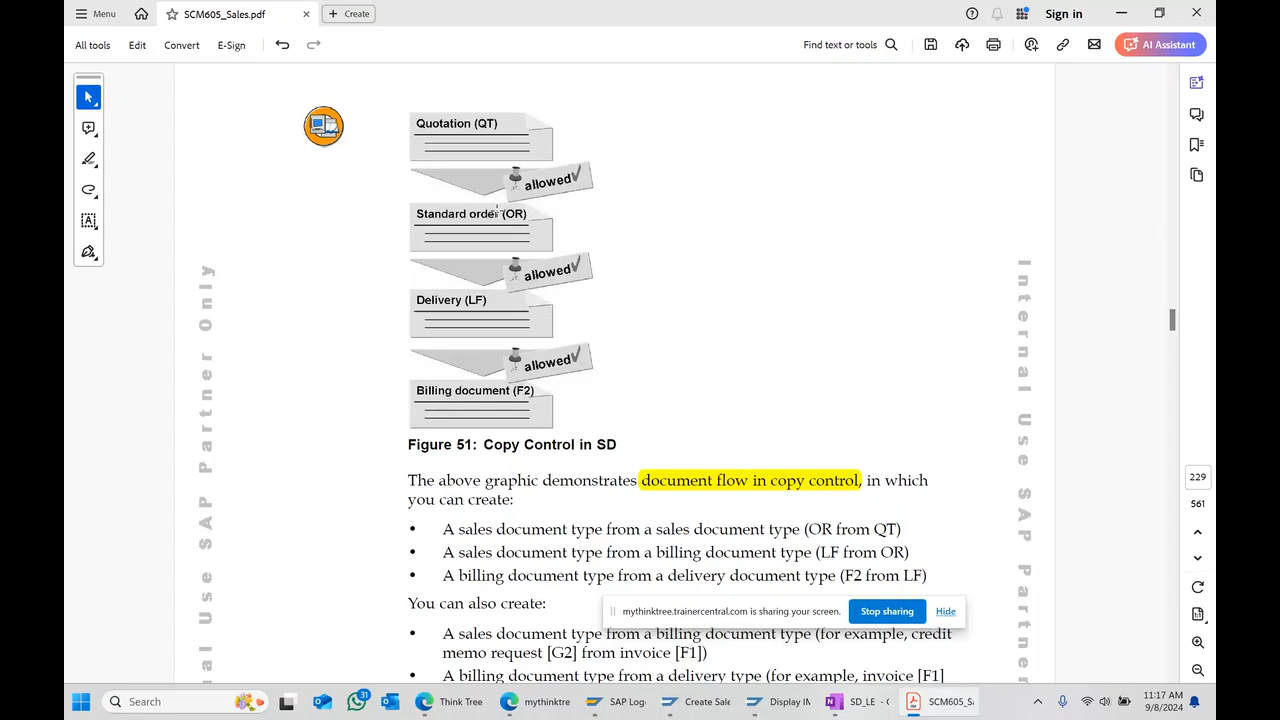 Menu
SCM605_Sales.pdf
Create
Sign in
All tools
Edit
Convert
E-Sign
Find text or tools
AI Assistant
Quotation (QT)
allowed
Standard order (OR)
allowed
Delivery (LF)
allowed
Billing document (F2)
Figure 51: Copy Control in SD
The above graphic demonstrates document flow in copy control, in which
you can create:
• A sales document type from a sales document type (OR from QT)
• A sales document type from a billing document type (LF from OR)
• A billing document type from a delivery document type (F2 from LF)
You can also create:
• A sales document type from a billing document type (for example, credit
memo request [G2] from invoice [F1])
• A billing document type from a delivery type (for example, invoice [F1]
ual Use SAP Partner Only
Internal Use SAP Partne
229
561
mythinktree.trainercentral.com is sharing your screen.
Stop sharing
Hide
Search
31
Think Tree
mythinktre
SAP Log
Create Sale
Display IN
SD_LE - C
SCM605_Sa
11:17 AM
9/8/2024